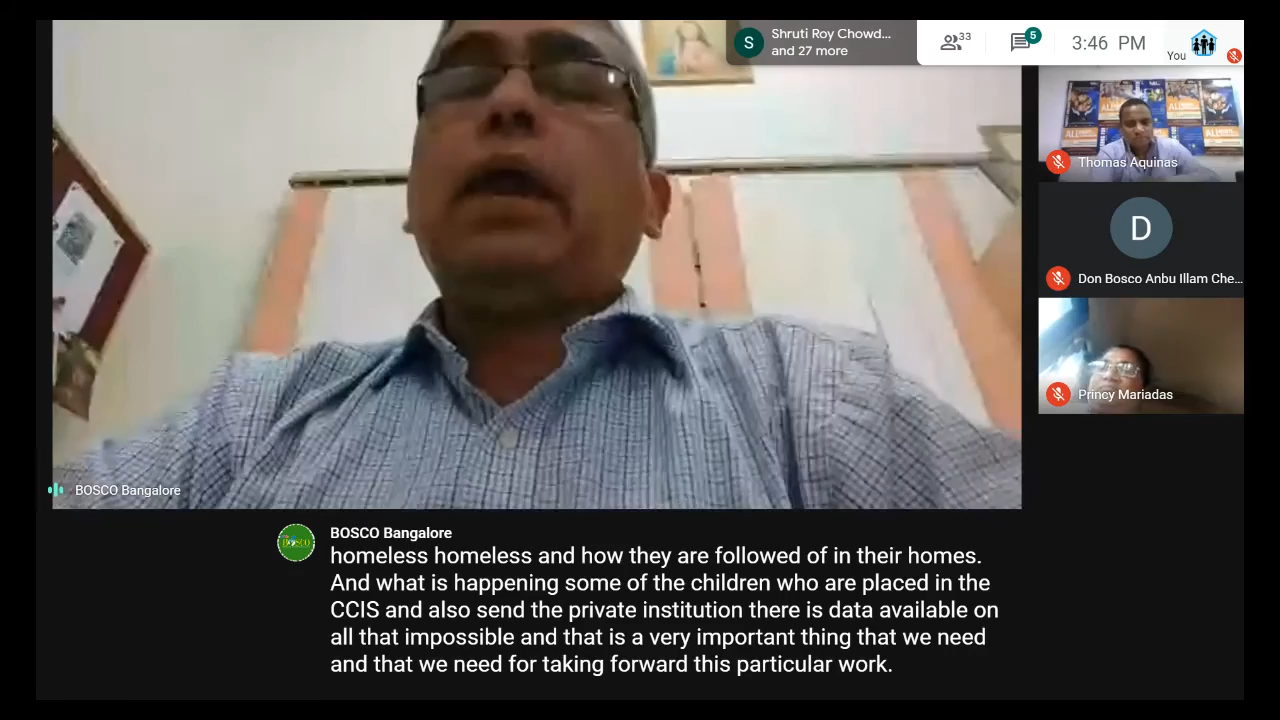 S
Shruti Roy Chowd...
and 27 more
33
5
3:46 PM
You
Thomas Aquinas
D
Don Bosco Anbu Illam Che...
Princy Mariadas
BOSCO Bangalore
BOSCO
BOSCO Bangalore
homeless homeless and how they are followed of in their homes.
And what is happening some of the children who are placed in the
CCIS and also send the private institution there is data available on
all that impossible and that is a very important thing that we need
and that we need for taking forward this particular work.